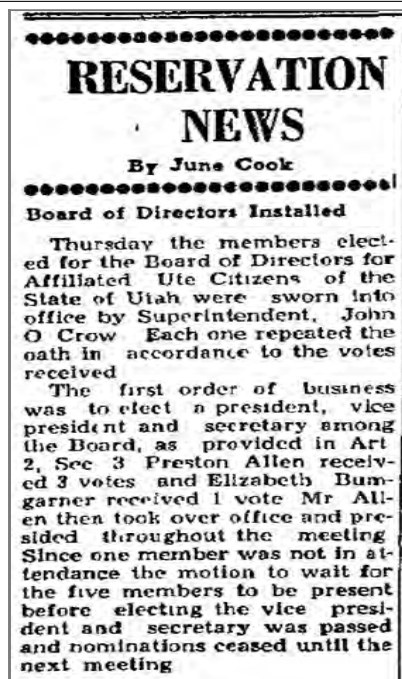 RESERVATION
NEWS
By June Cook
Board of Directors Installed
Thursday the members elect-
ed for the Board of Directors for
Affiliated Ute Citizens of the
State of Utah were sworn into
office by Superintendent, John
O Crow Each one repeated the
oath in accordance to the votes
received
The first order of business
was to elect a president, vice
president and secretary among
the Board, as provided in Art
2, Sec 3 Preston Allen receiv-
ed 3 votes and Elizabeth Bum-
garner received 1 vote Mr All-
en then took over office and pre-
sided throughout the meeting
Since one member was not in at-
tendance the motion to wait for
the five members to be present
before electing the vice presi-
dent and secretary was passed
and nominations ceased until the
next meeting